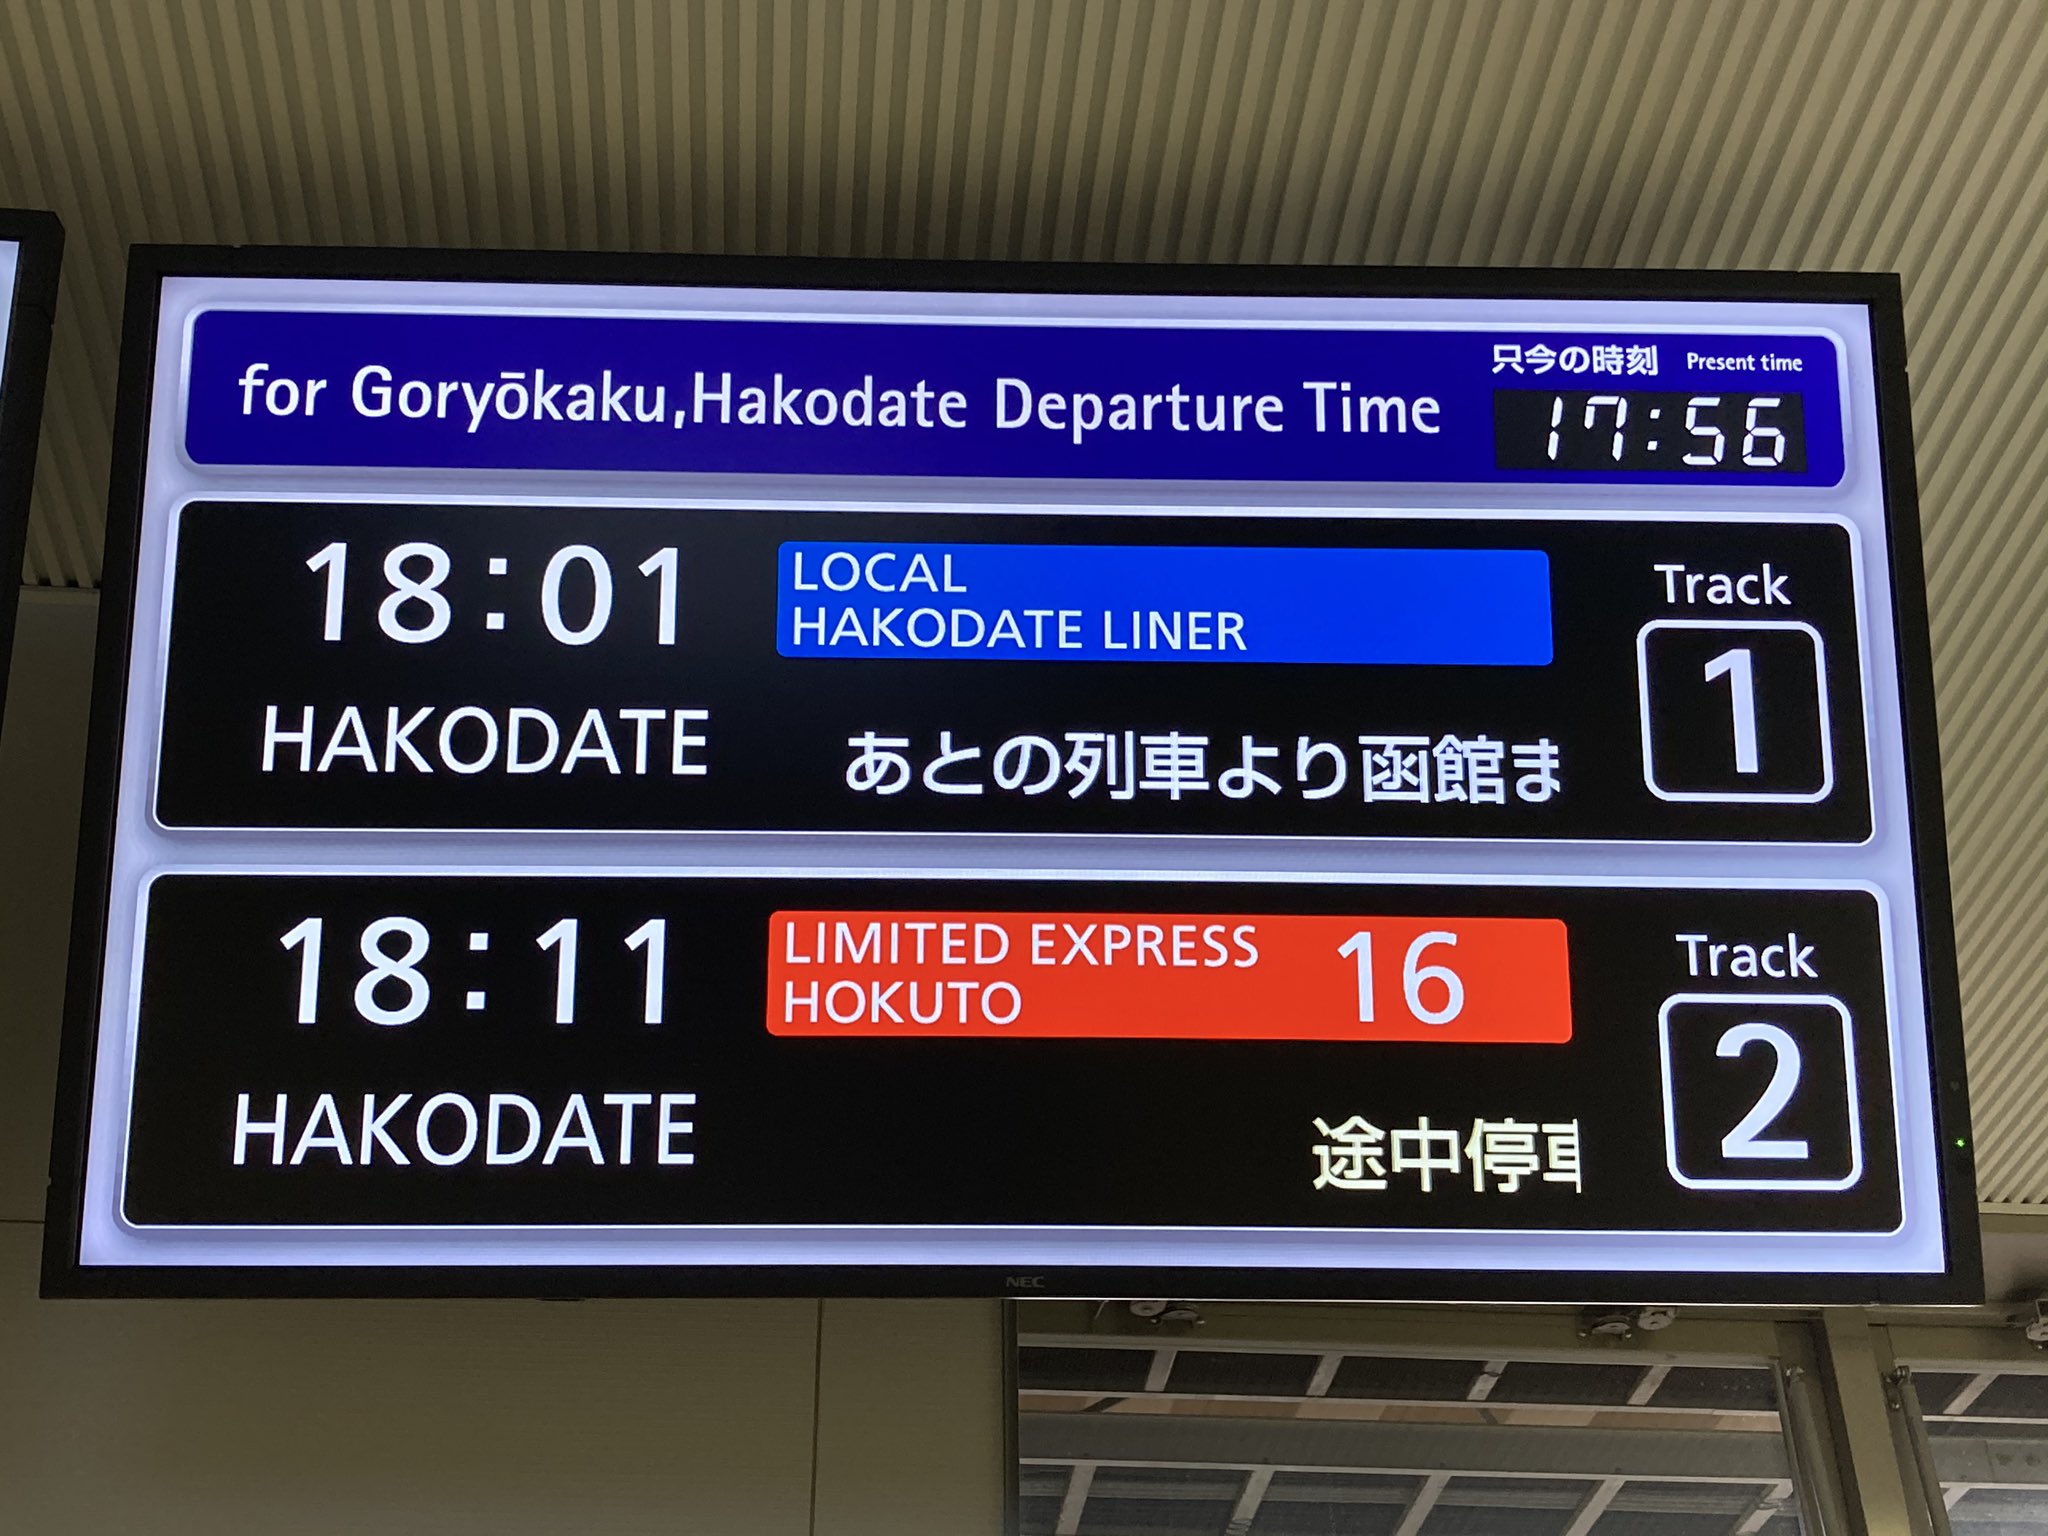 for Goryōkaku,Hakodate Departure Time
只今の時刻 Present time
17:56
18:01
LOCAL
HAKODATE LINER
Track
1
HAKODATE
あとの列車より函館ま
18:11
LIMITED EXPRESS
HOKUTO
16
Track
2
HAKODATE
途中停車
NEC